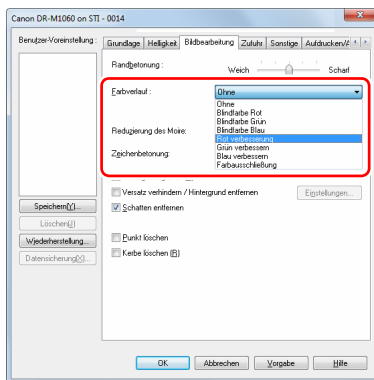 Canon DR-M1060 on STI - 0014
Benutzer-Voreinstellung :
Grundlage Helligkeit Bildbearbeitung Zufuhr Sonstige Aufdrucken/A
Randbetonung :
Weich Scharf
Farbverlauf :
Ohne
Ohne
Blindfarbe Rot
Blindfarbe Grün
Blindfarbe Blau
Rot verbesserung
Grün verbessern
Blau verbessern
Farbausschließung
Reduzierung des Moire:
Zeichenbetonung:
Versatz verhindern / Hintergrund entfernen
Einstellungen...
Schatten entfernen
Punkt löschen
Kerbe löschen (R)
Speichern(Y)...
Löschen(J)
Wiederherstellung...
Datensicherung(X)...
OK Abbrechen Vorgabe Hilfe